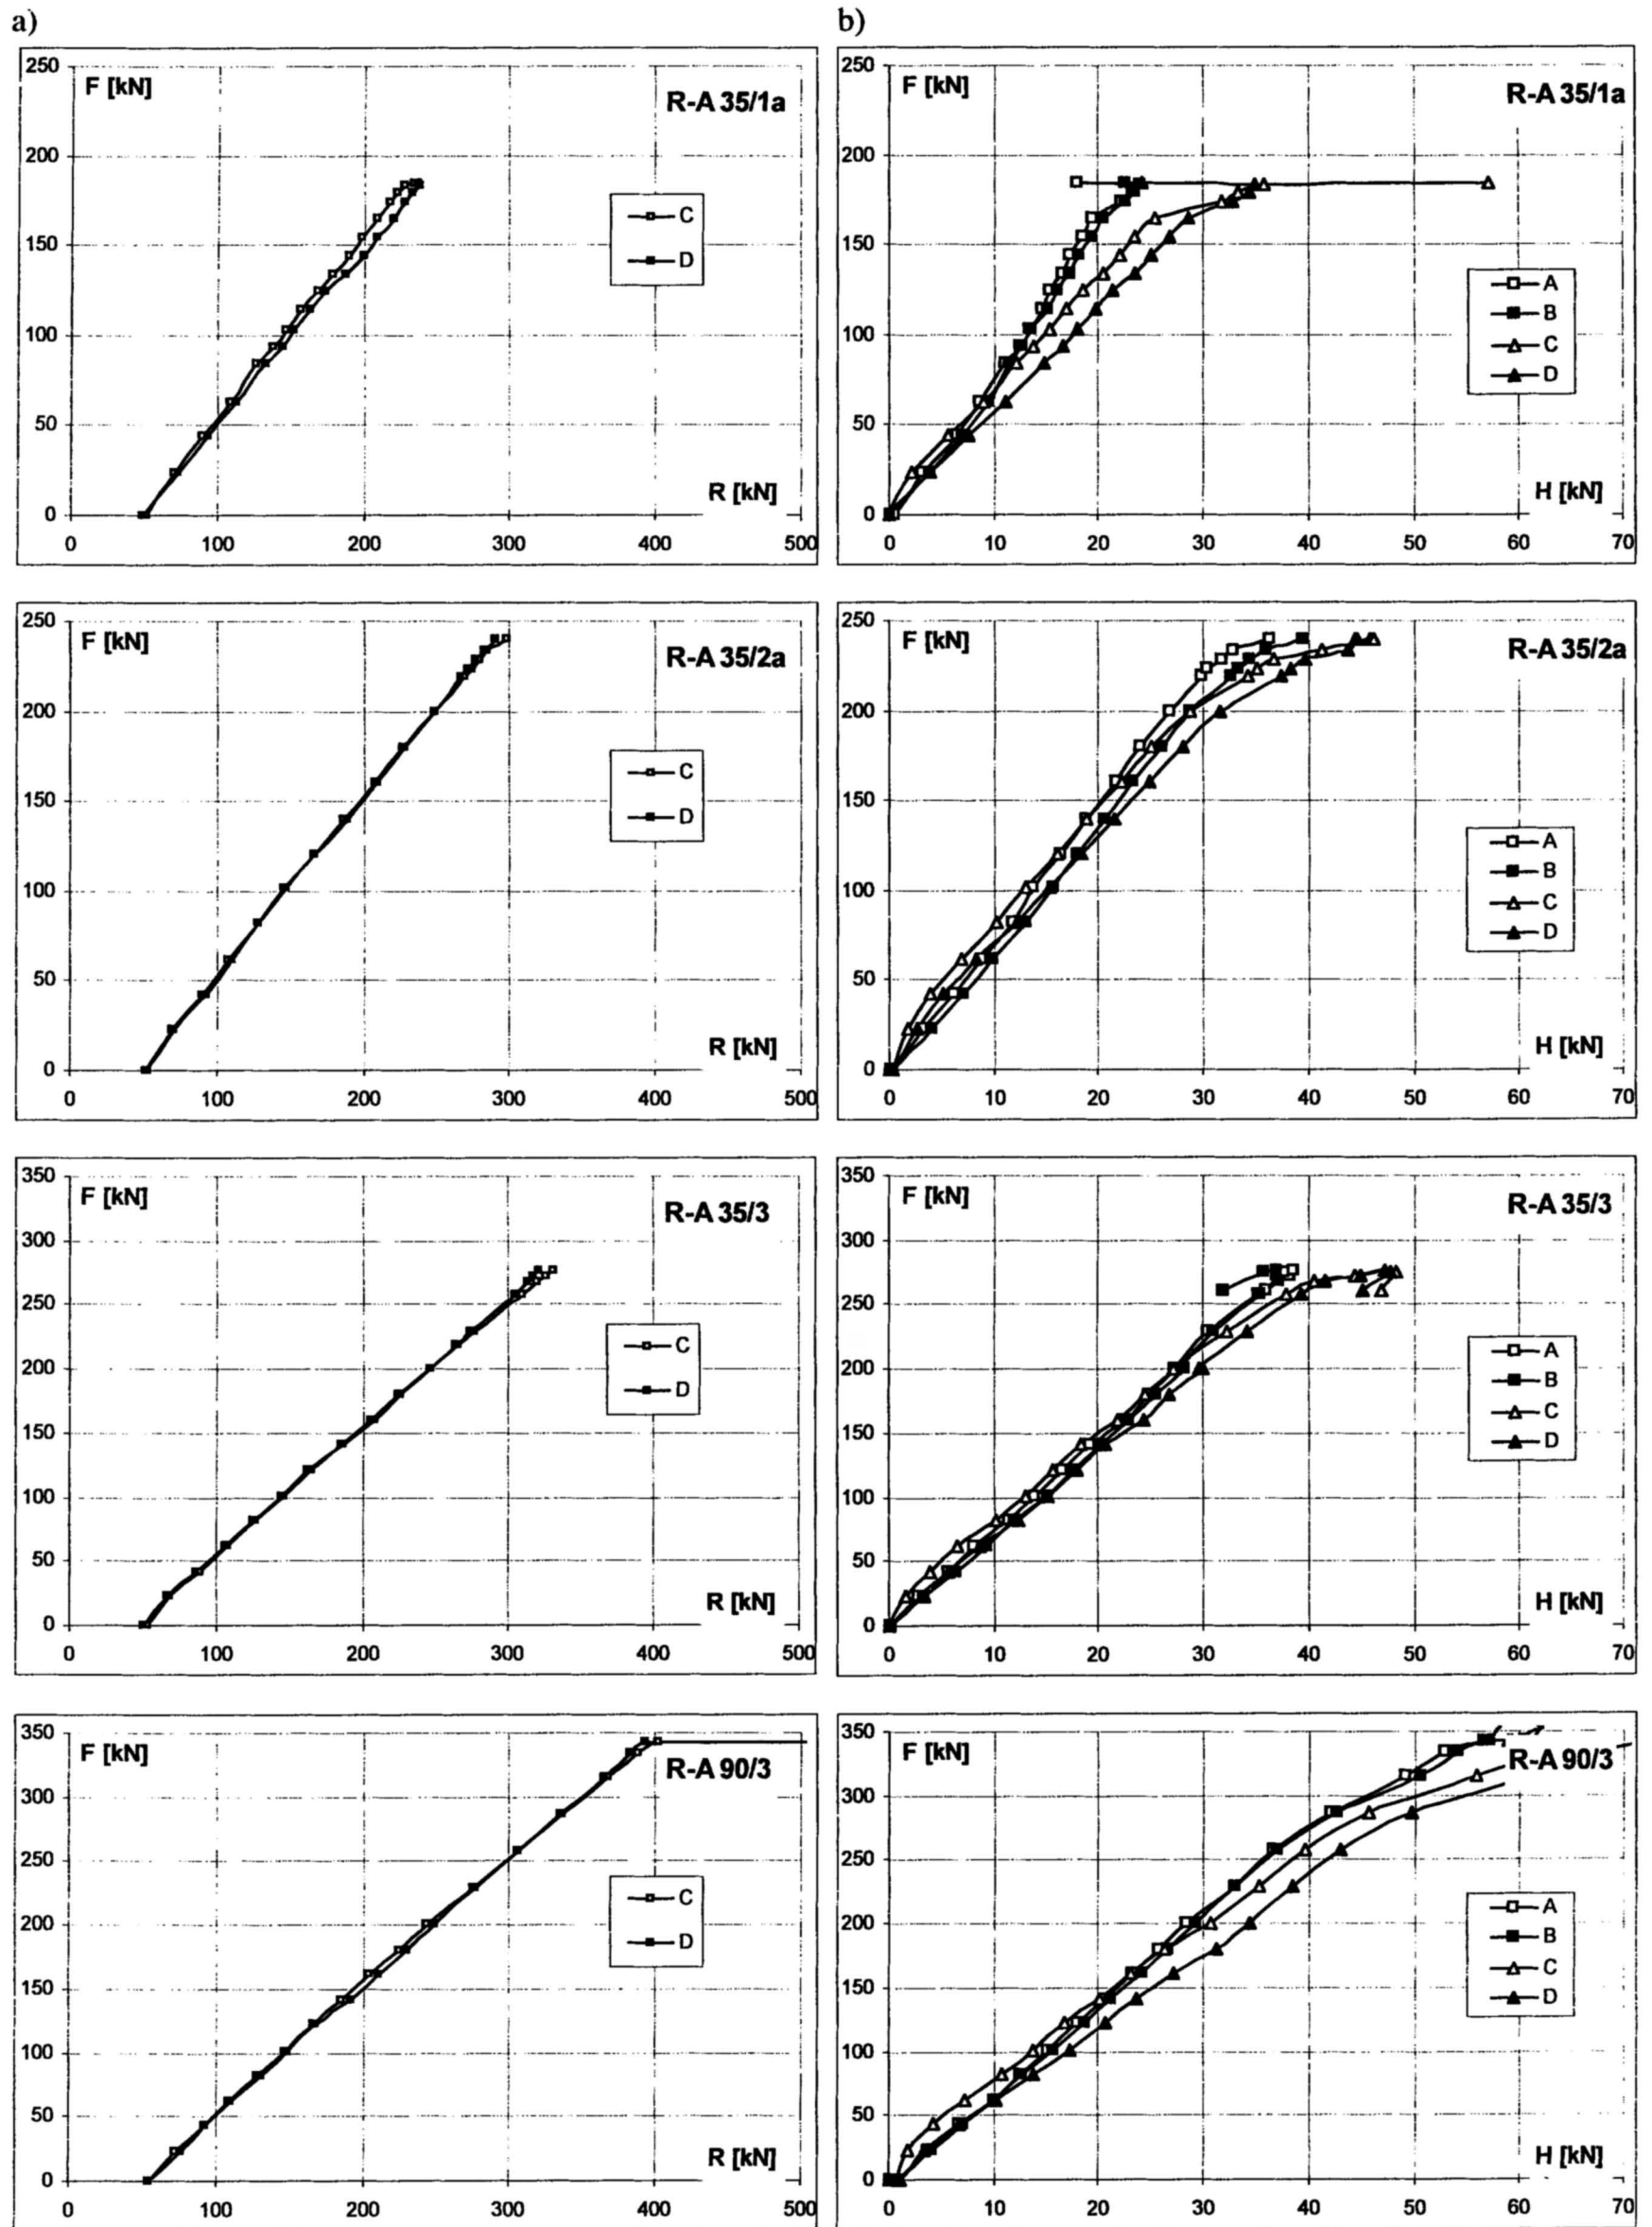 a)
b)
F [kN]
R-A 35/1a
250
200
150
100
50
0
C
D
R [kN]
0 100 200 300 400 500
F [kN]
R-A 35/1a
250
200
150
100
50
0
A
B
C
D
H [kN]
0 10 20 30 40 50 60 70
F [kN]
R-A 35/2a
250
200
150
100
50
0
C
D
R [kN]
0 100 200 300 400 500
F [kN]
R-A 35/2a
250
200
150
100
50
0
A
B
C
D
H [kN]
0 10 20 30 40 50 60 70
F [kN]
R-A 35/3
350
300
250
200
150
100
50
0
C
D
R [kN]
0 100 200 300 400 500
F [kN]
R-A 35/3
350
300
250
200
150
100
50
0
A
B
C
D
H [kN]
0 10 20 30 40 50 60 70
F [kN]
R-A 90/3
350
300
250
200
150
100
50
0
C
D
R [kN]
0 100 200 300 400 500
F [kN]
R-A 90/3
350
300
250
200
150
100
50
0
A
B
C
D
H [kN]
0 10 20 30 40 50 60 70